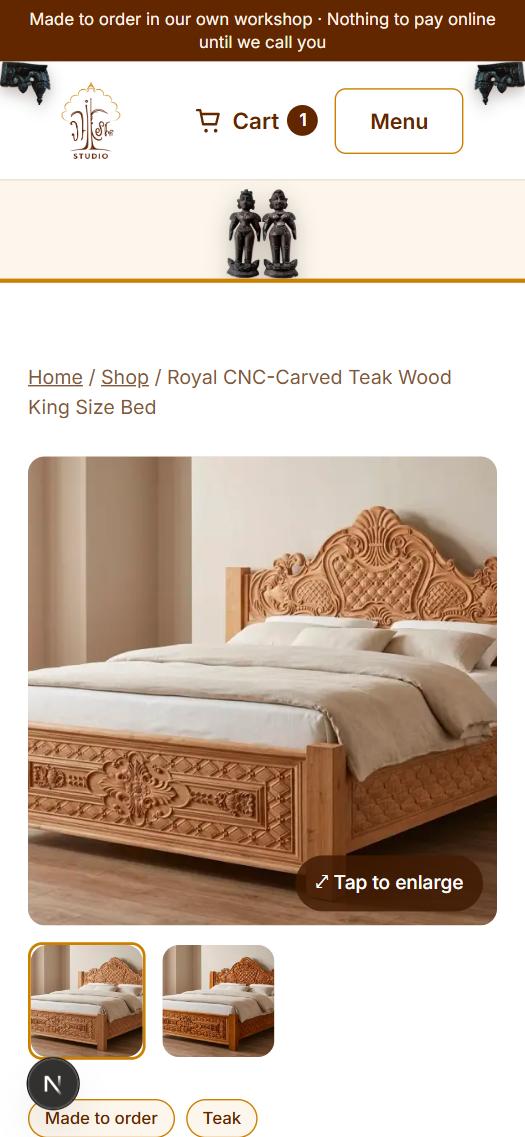 Made to order in our own workshop · Nothing to pay online
until we call you
STUDIO
Cart 1
Menu
Home / Shop / Royal CNC-Carved Teak Wood
King Size Bed
⤢ Tap to enlarge
N
Made to order
Teak